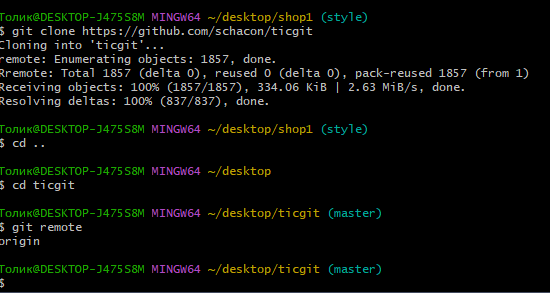 Толик@DESKTOP-J475S8M MINGW64 ~/desktop/shop1 (style)
$ git clone https://github.com/schacon/ticgit
Cloning into 'ticgit'...
remote: Enumerating objects: 1857, done.
Rremote: Total 1857 (delta 0), reused 0 (delta 0), pack-reused 1857 (from 1)
Receiving objects: 100% (1857/1857), 334.06 KiB | 2.63 MiB/s, done.
Resolving deltas: 100% (837/837), done.
Толик@DESKTOP-J475S8M MINGW64 ~/desktop/shop1 (style)
$ cd ..
Толик@DESKTOP-J475S8M MINGW64 ~/desktop
$ cd ticgit
Толик@DESKTOP-J475S8M MINGW64 ~/desktop/ticgit (master)
$ git remote
origin
Толик@DESKTOP-J475S8M MINGW64 ~/desktop/ticgit (master)
$